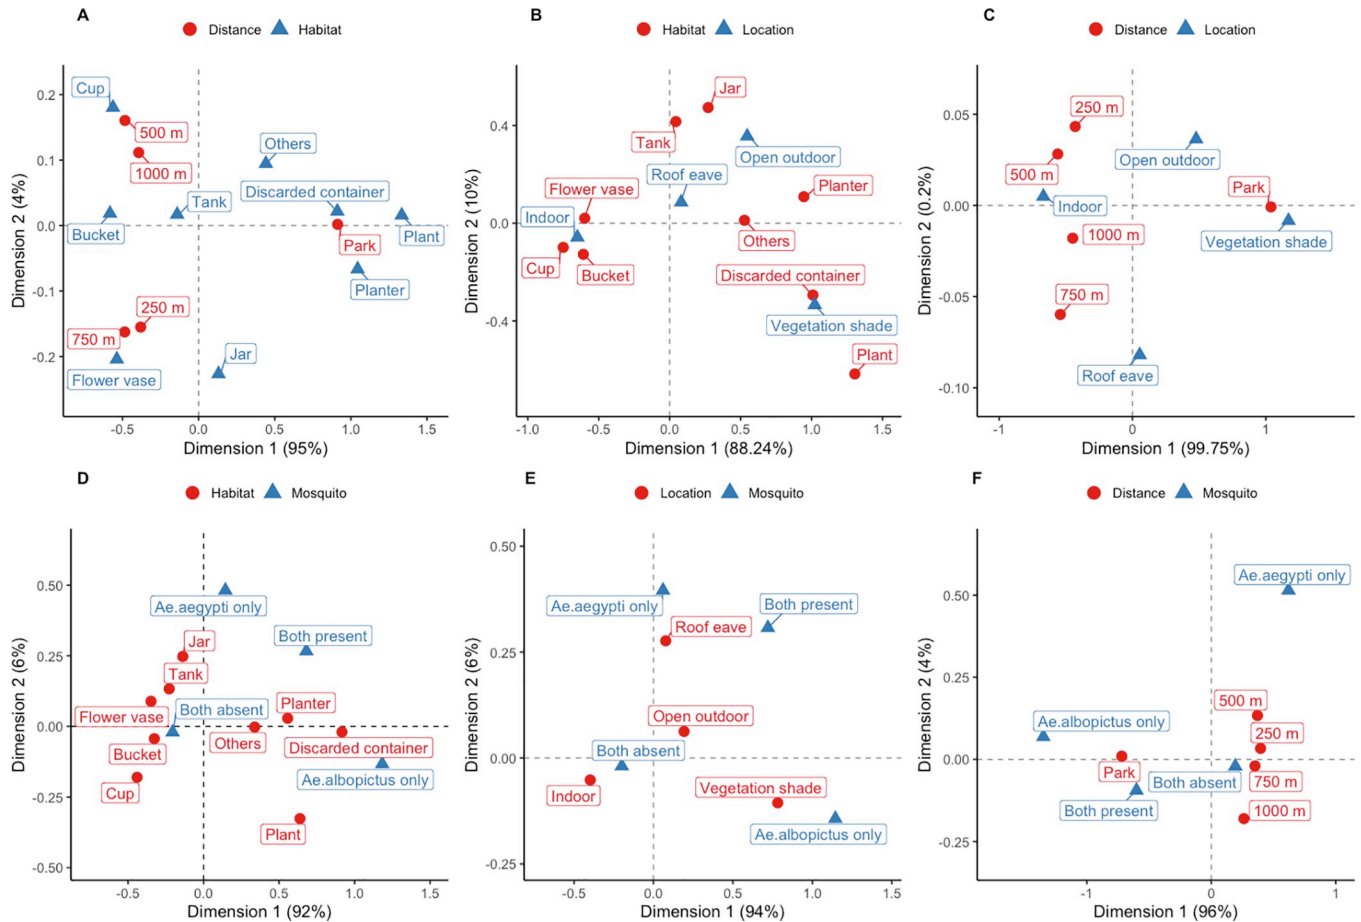 A
Distance Habitat
Dimension 2 (4%)
0.2
0.1
0.0
-0.1
-0.2
Cup
500 m
1000 m
Others
Discarded container
Tank
Bucket
Park
Plant
Planter
250 m
750 m
Jar
Flower vase
-0.5 0.0 0.5 1.0 1.5
Dimension 1 (95%)
B
Habitat Location
Dimension 2 (10%)
0.4
0.0
-0.4
Jar
Tank
Open outdoor
Roof eave
Flower vase
Planter
Indoor
Others
Cup
Bucket
Discarded container
Vegetation shade
Plant
-1.0 -0.5 0.0 0.5 1.0 1.5
Dimension 1 (88.24%)
C
Distance Location
Dimension 2 (0.2%)
0.05
0.00
-0.05
-0.10
250 m
500 m
Open outdoor
Park
Indoor
1000 m
Vegetation shade
750 m
Roof eave
-1 0 1
Dimension 1 (99.75%)
D
Habitat Mosquito
Dimension 2 (6%)
0.50
0.25
0.00
-0.25
-0.50
Ae.aegypti only
Jar
Both present
Tank
Flower vase
Both absent
Planter
Bucket
Others
Discarded container
Ae.albopictus only
Cup
Plant
-0.5 0.0 0.5 1.0 1.5
Dimension 1 (92%)
E
Location Mosquito
Dimension 2 (6%)
0.50
0.25
0.00
-0.25
Ae.aegypti only
Both present
Roof eave
Open outdoor
Both absent
Indoor
Vegetation shade
Ae.albopictus only
-0.5 0.0 0.5 1.0
Dimension 1 (94%)
F
Distance Mosquito
Dimension 2 (4%)
0.50
0.25
0.00
-0.25
Ae.aegypti only
500 m
Ae.albopictus only
250 m
Park
Both absent
750 m
Both present
1000 m
-1 0 1
Dimension 1 (96%)